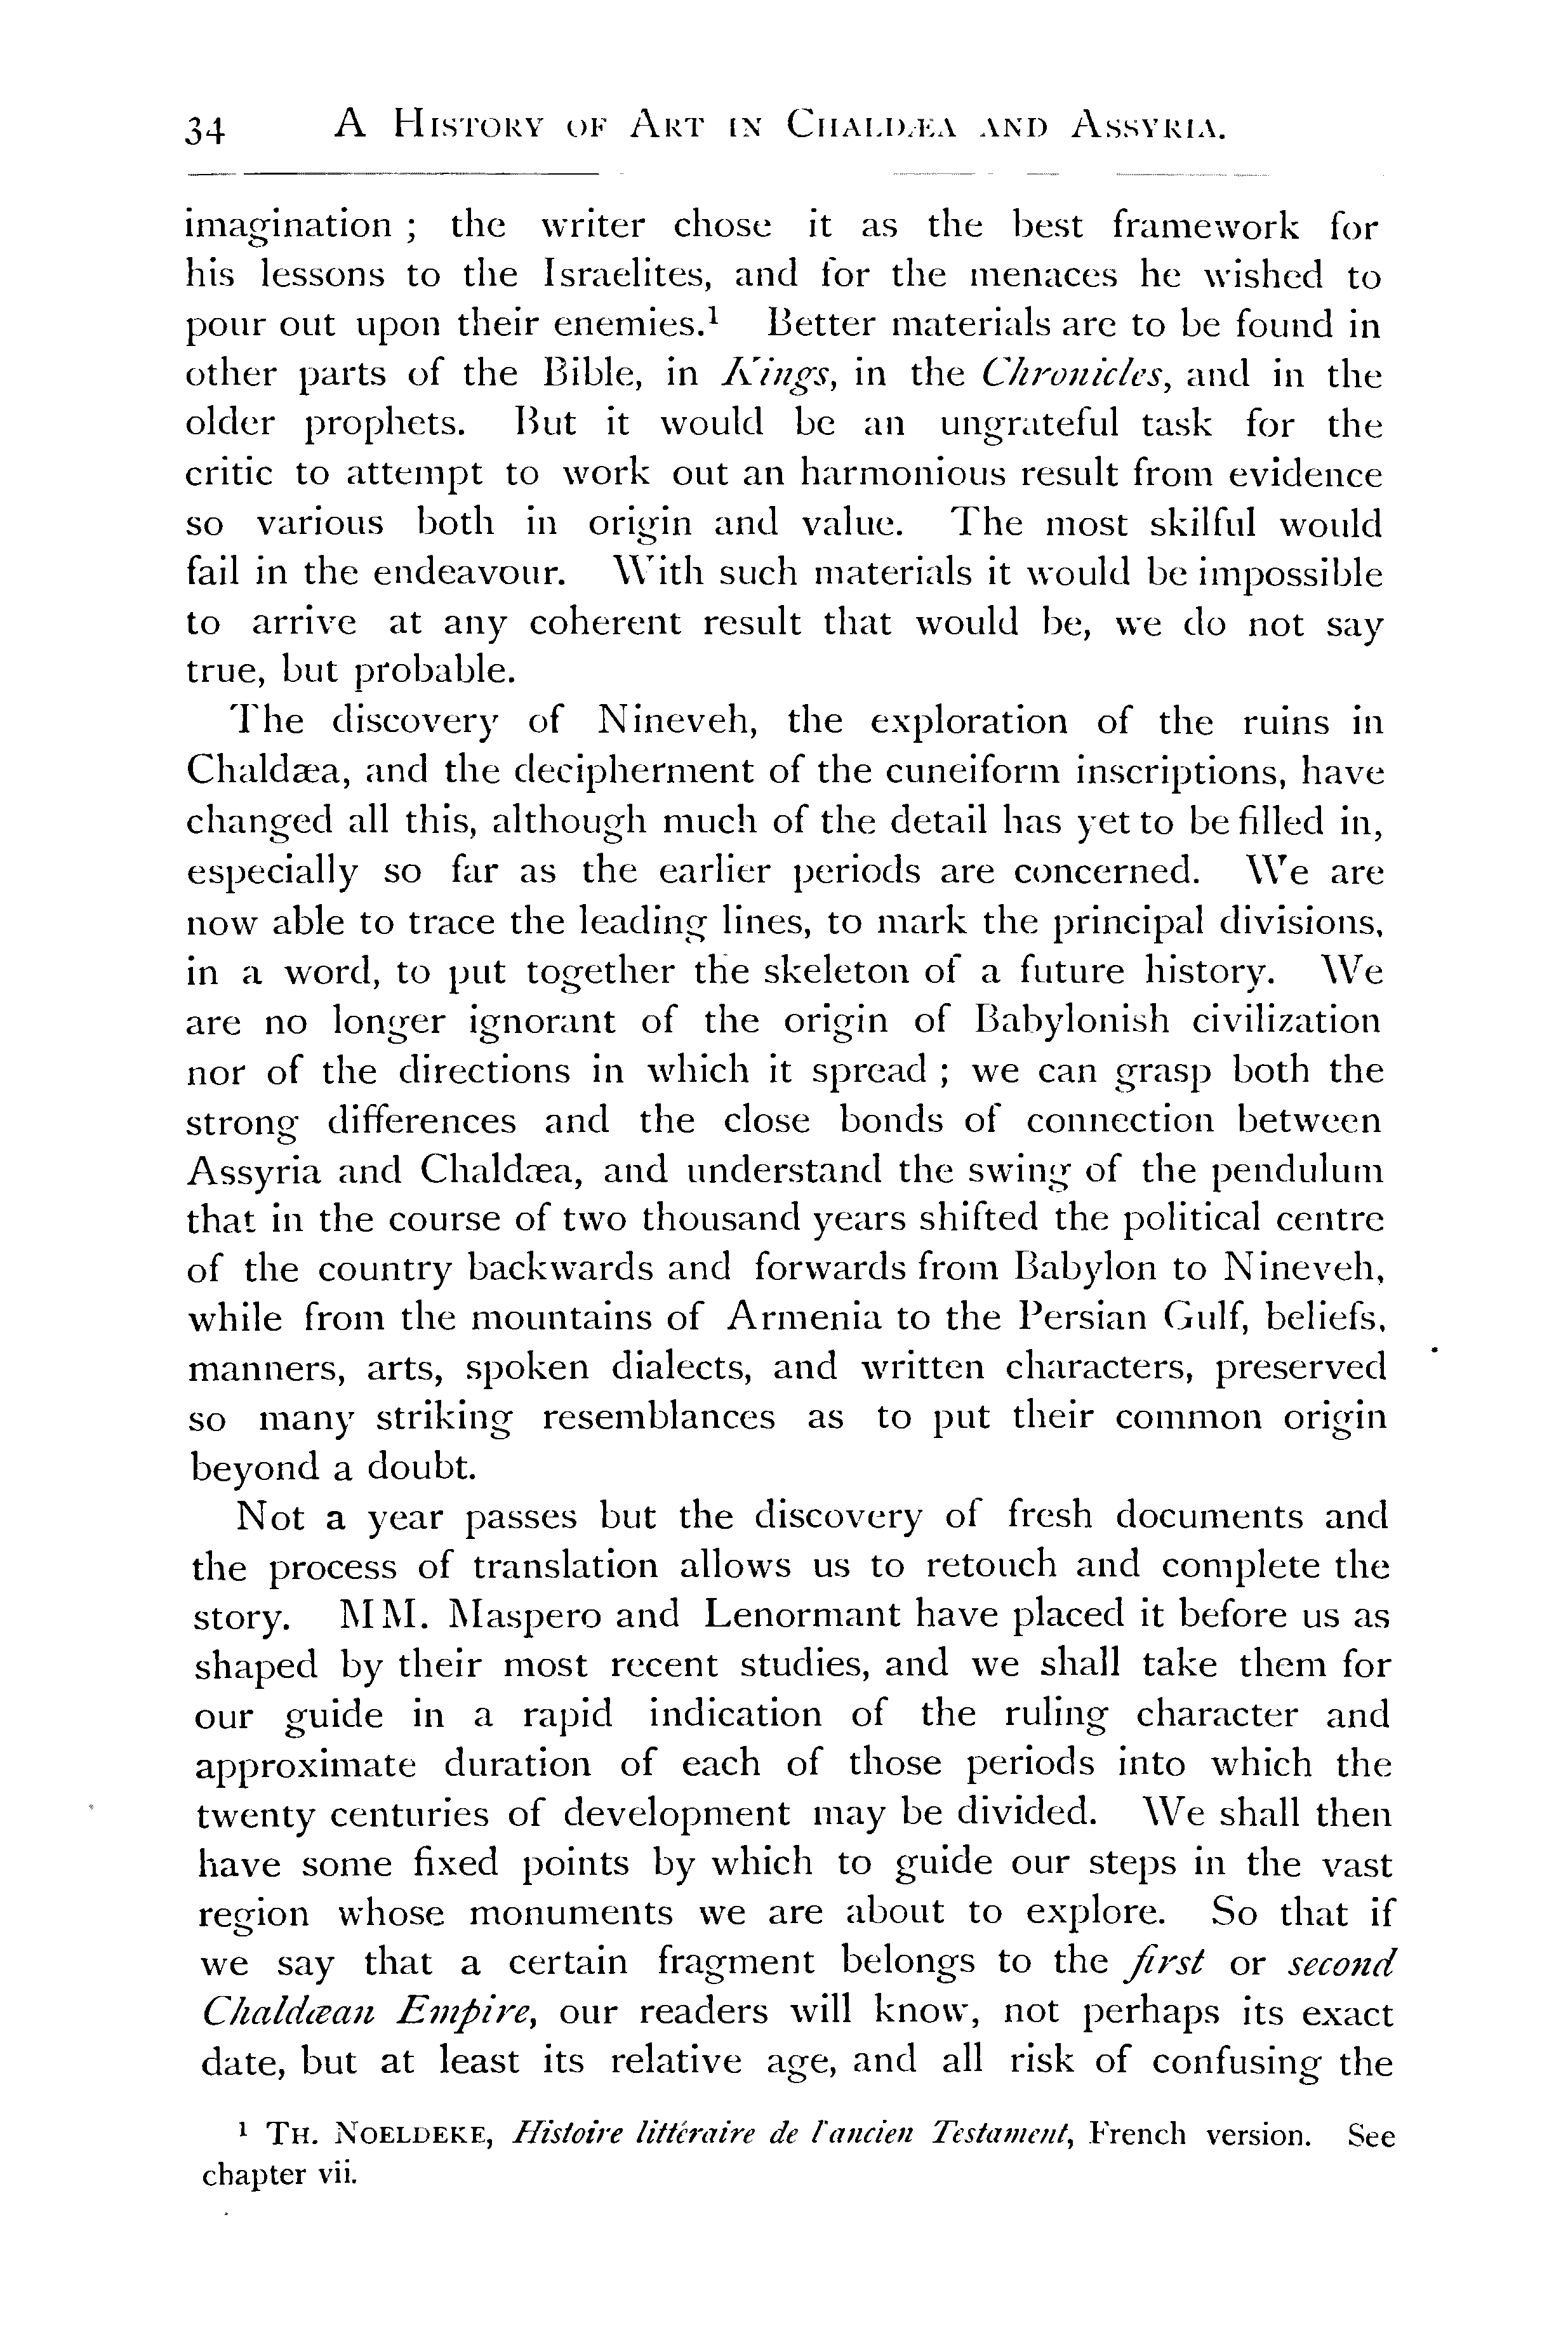 34 A HISTORY OF ART IN CHALDÆA AND ASSYRIA.
imagination ; the writer chose it as the best framework for
his lessons to the Israelites, and for the menaces he wished to
pour out upon their enemies.¹ Better materials are to be found in
other parts of the Bible, in Kings, in the Chronicles, and in the
older prophets. But it would be an ungrateful task for the
critic to attempt to work out an harmonious result from evidence
so various both in origin and value. The most skilful would
fail in the endeavour. With such materials it would be impossible
to arrive at any coherent result that would be, we do not say
true, but probable.
The discovery of Nineveh, the exploration of the ruins in
Chaldæa, and the decipherment of the cuneiform inscriptions, have
changed all this, although much of the detail has yet to be filled in,
especially so far as the earlier periods are concerned. We are
now able to trace the leading lines, to mark the principal divisions,
in a word, to put together the skeleton of a future history. We
are no longer ignorant of the origin of Babylonish civilization
nor of the directions in which it spread ; we can grasp both the
strong differences and the close bonds of connection between
Assyria and Chaldæa, and understand the swing of the pendulum
that in the course of two thousand years shifted the political centre
of the country backwards and forwards from Babylon to Nineveh,
while from the mountains of Armenia to the Persian Gulf, beliefs,
manners, arts, spoken dialects, and written characters, preserved
so many striking resemblances as to put their common origin
beyond a doubt.
Not a year passes but the discovery of fresh documents and
the process of translation allows us to retouch and complete the
story. MM. Maspero and Lenormant have placed it before us as
shaped by their most recent studies, and we shall take them for
our guide in a rapid indication of the ruling character and
approximate duration of each of those periods into which the
twenty centuries of development may be divided. We shall then
have some fixed points by which to guide our steps in the vast
region whose monuments we are about to explore. So that if
we say that a certain fragment belongs to the first or second
Chaldæan Empire, our readers will know, not perhaps its exact
date, but at least its relative age, and all risk of confusing the
¹ TH. NOELDEKE, Histoire littéraire de l'ancien Testament, French version. See
chapter vii.